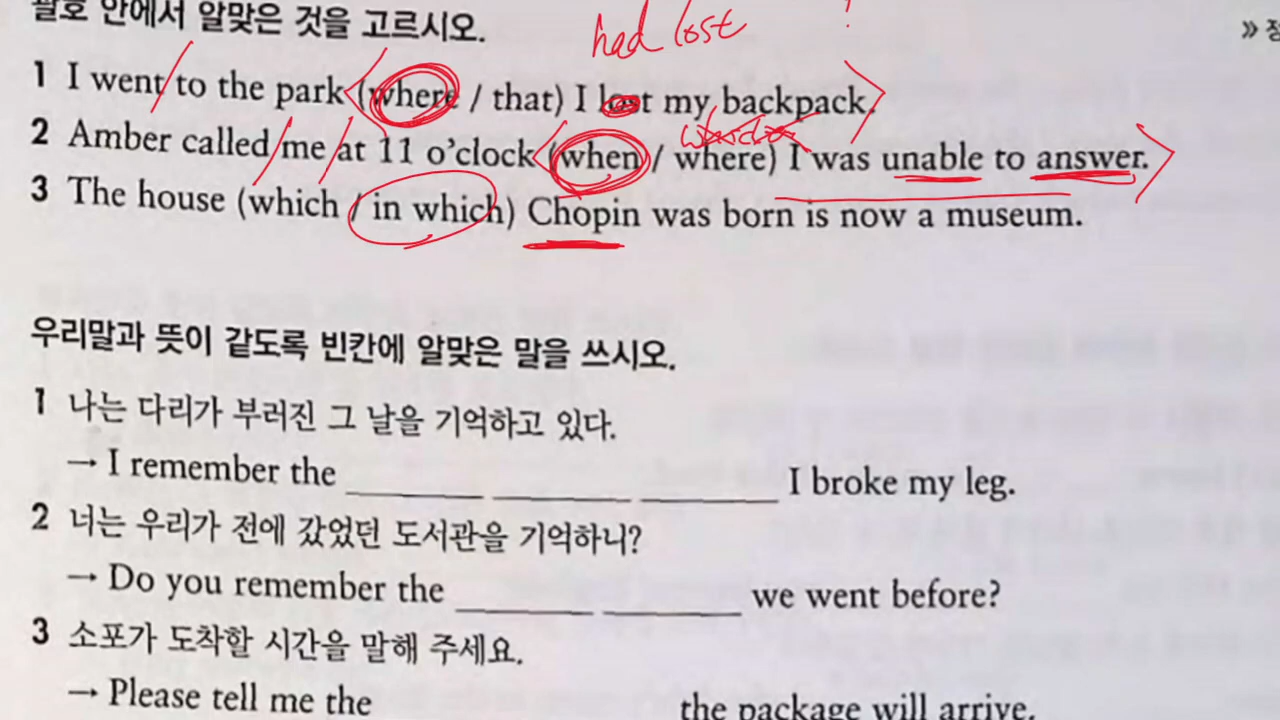 괄호 안에서 알맞은 것을 고르시오.
had lost
1 I went to the park (where / that) I lost my backpack.
2 Amber called me at 11 o'clock (when / where) I was unable to answer.
3 The house (which / in which) Chopin was born is now a museum.
우리말과 뜻이 같도록 빈칸에 알맞은 말을 쓰시오.
1 나는 다리가 부러진 그 날을 기억하고 있다.
→ I remember the ________ ________ I broke my leg.
2 너는 우리가 전에 갔었던 도서관을 기억하니?
→ Do you remember the ________ ________ we went before?
3 소포가 도착할 시간을 말해 주세요.
→ Please tell me the the package will arrive.